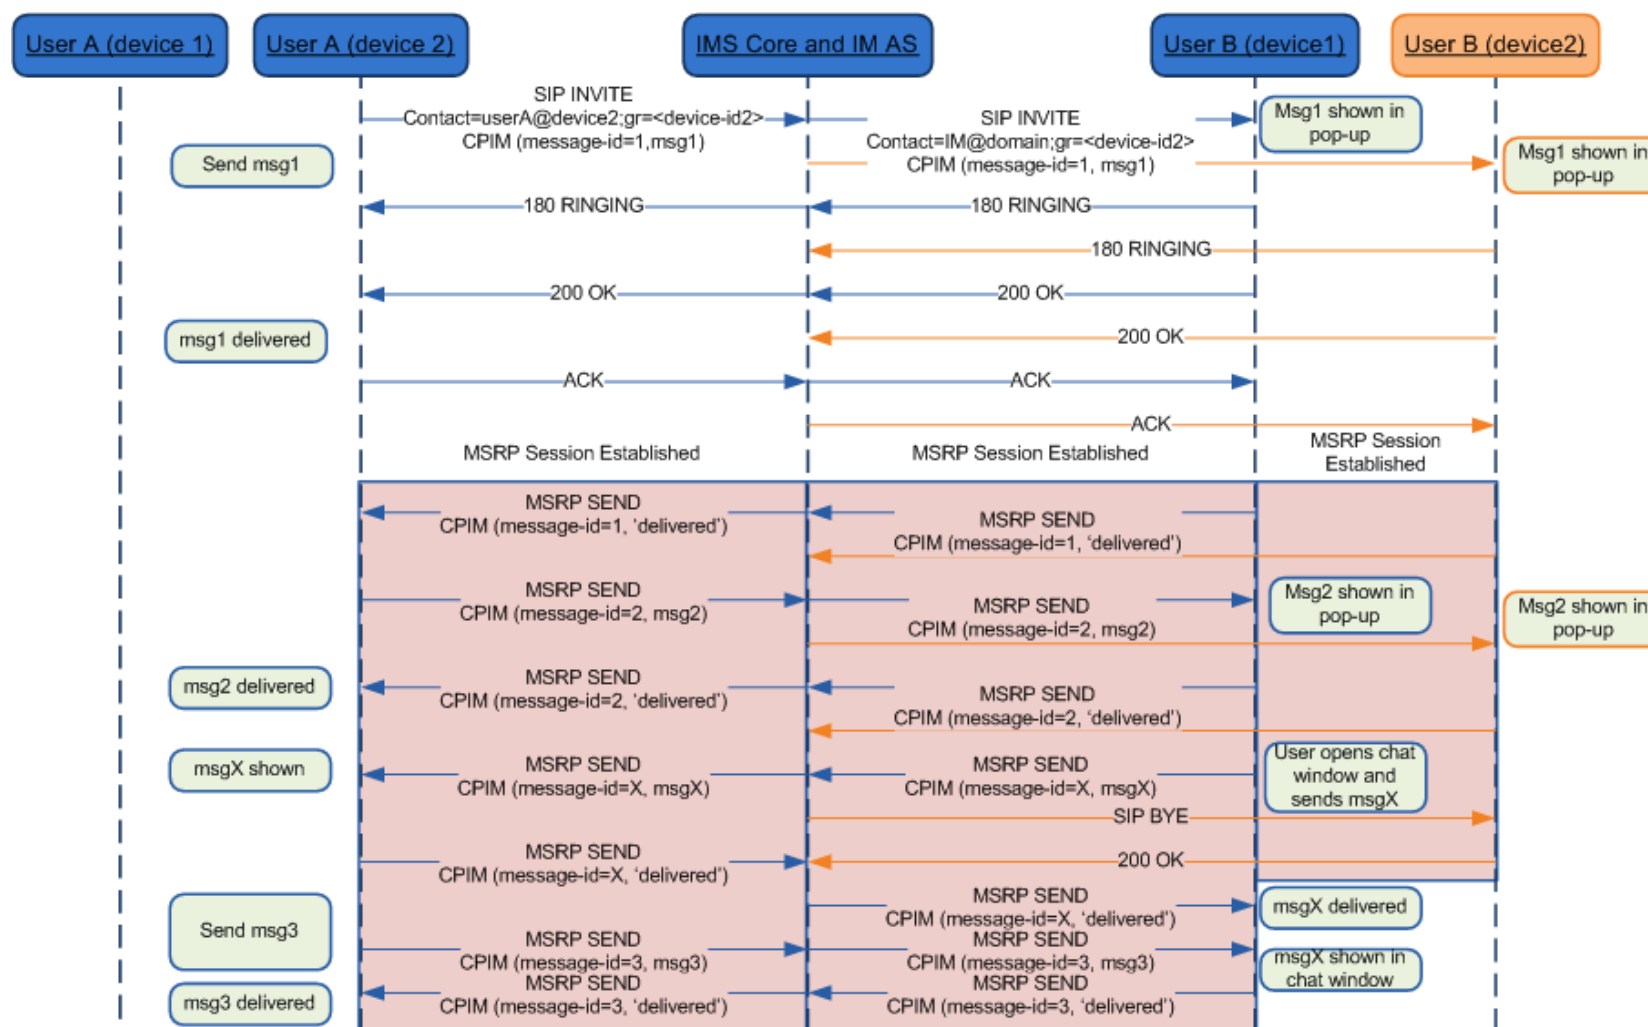 User A (device 1)
User A (device 2)
IMS Core and IM AS
User B (device1)
User B (device2)
SIP INVITE
Contact=userA@device2;gr=<device-id2>
CPIM (message-id=1,msg1)
SIP INVITE
Contact=IM@domain;gr=<device-id2>
CPIM (message-id=1, msg1)
Msg1 shown in
pop-up
Msg1 shown in
pop-up
Send msg1
180 RINGING
180 RINGING
180 RINGING
200 OK
200 OK
msg1 delivered
200 OK
ACK
ACK
ACK
MSRP Session Established
MSRP Session Established
MSRP Session
Established
MSRP SEND
CPIM (message-id=1, ‘delivered’)
MSRP SEND
CPIM (message-id=1, ‘delivered’)
MSRP SEND
CPIM (message-id=2, msg2)
MSRP SEND
CPIM (message-id=2, msg2)
Msg2 shown in
pop-up
Msg2 shown in
pop-up
msg2 delivered
MSRP SEND
CPIM (message-id=2, ‘delivered’)
MSRP SEND
CPIM (message-id=2, ‘delivered’)
msgX shown
MSRP SEND
CPIM (message-id=X, msgX)
MSRP SEND
CPIM (message-id=X, msgX)
User opens chat
window and
sends msgX
SIP BYE
MSRP SEND
CPIM (message-id=X, ‘delivered’)
200 OK
Send msg3
MSRP SEND
CPIM (message-id=X, ‘delivered’)
msgX delivered
MSRP SEND
CPIM (message-id=3, msg3)
MSRP SEND
CPIM (message-id=3, msg3)
msgX shown in
chat window
msg3 delivered
MSRP SEND
CPIM (message-id=3, ‘delivered’)
MSRP SEND
CPIM (message-id=3, ‘delivered’)